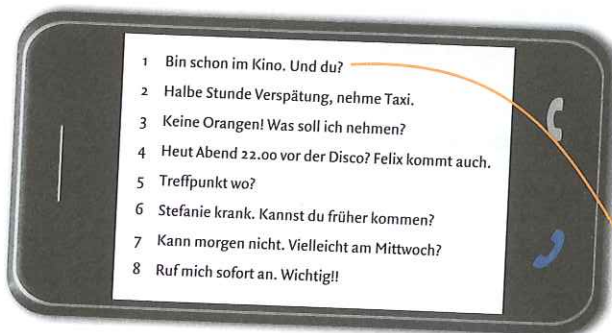 1 Bin schon im Kino. Und du?
2 Halbe Stunde Verspätung, nehme Taxi.
3 Keine Orangen! Was soll ich nehmen?
4 Heut Abend 22.00 vor der Disco? Felix kommt auch.
5 Treffpunkt wo?
6 Stefanie krank. Kannst du früher kommen?
7 Kann morgen nicht. Vielleicht am Mittwoch?
8 Ruf mich sofort an. Wichtig!!